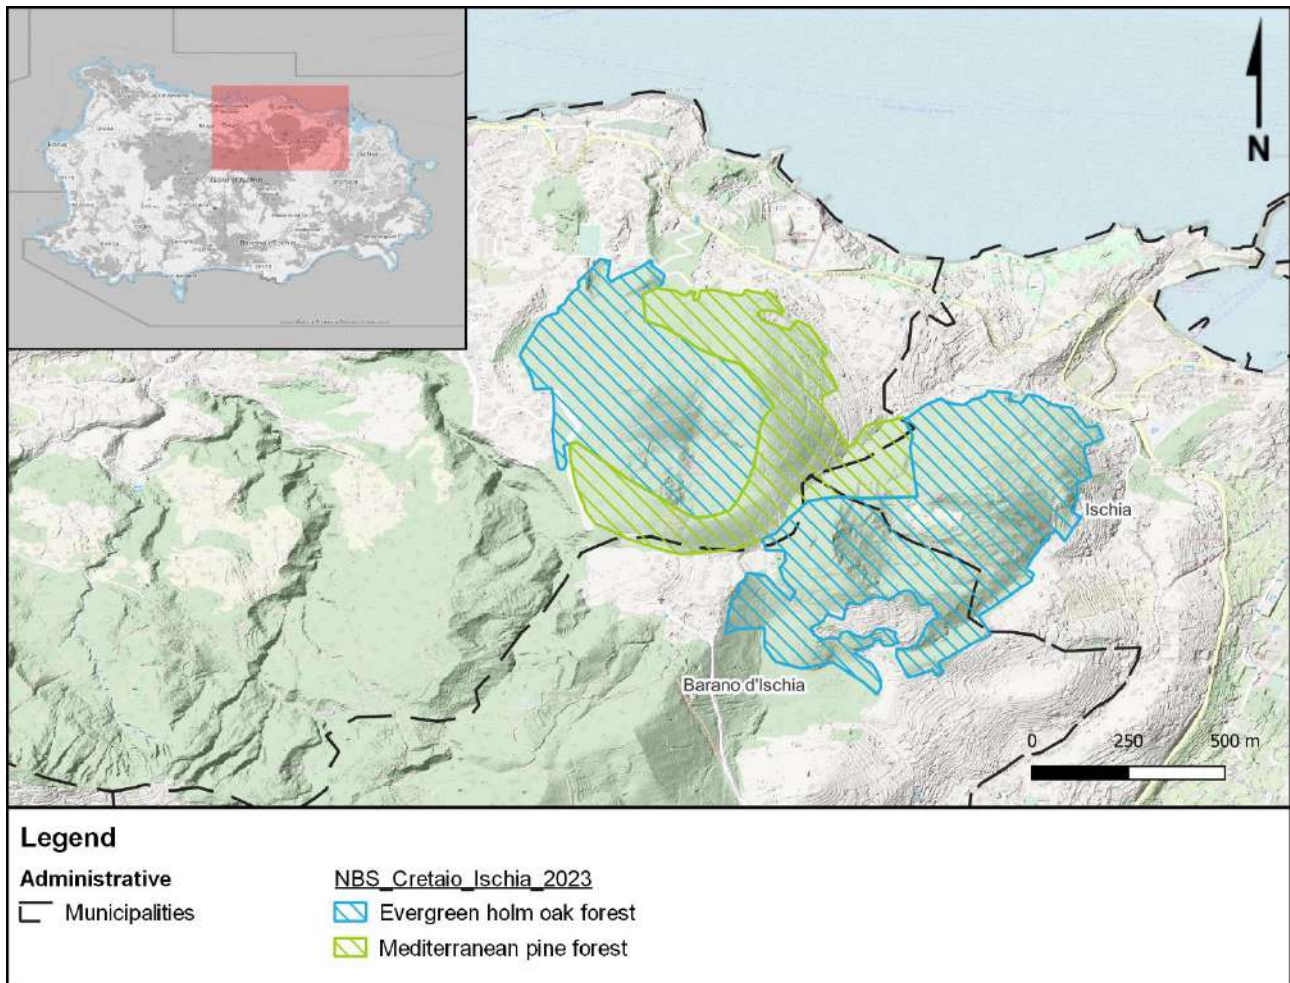 N
Ischia
Barano d'Ischia
0 250 500 m
Legend
Administrative
Municipalities
NBS_Cretaio_Ischia_2023
Evergreen holm oak forest
Mediterranean pine forest